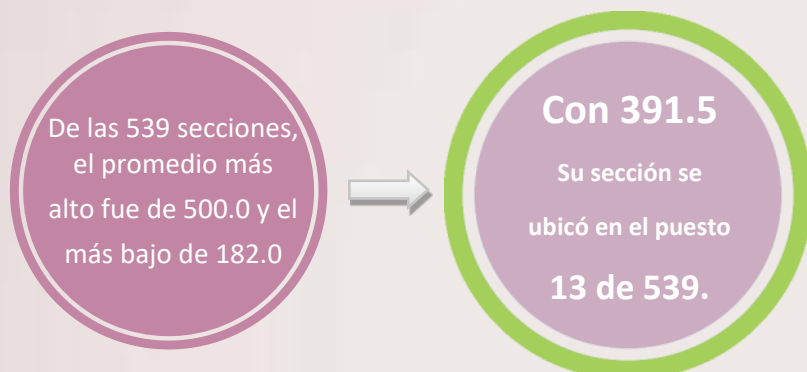 De las 539 secciones,
el promedio más
alto fue de 500.0 y el
más bajo de 182.0
Con 391.5
Su sección se
ubicó en el puesto
13 de 539.